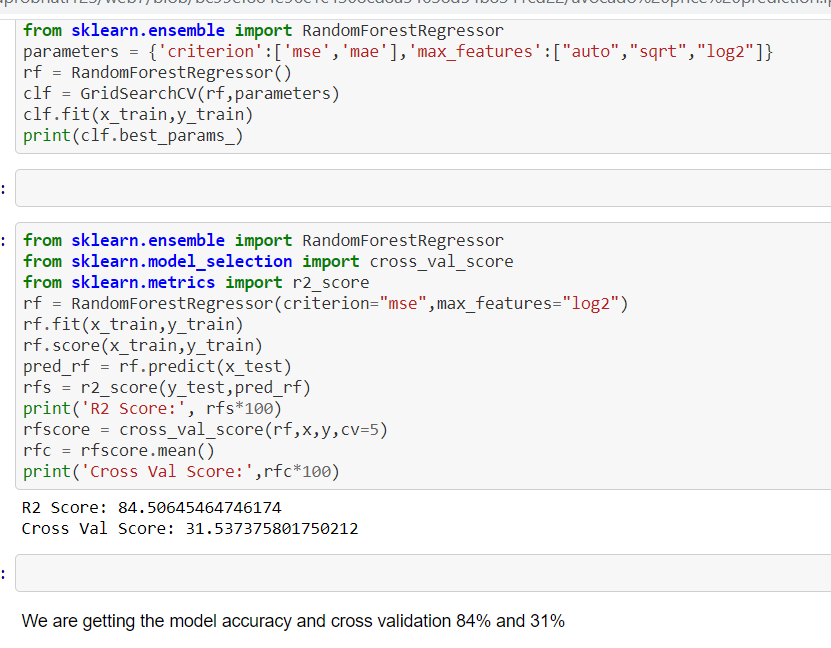 from sklearn.ensemble import RandomForestRegressor
parameters = {'criterion':['mse','mae'],'max_features':["auto","sqrt","log2"]}
rf = RandomForestRegressor()
clf = GridSearchCV(rf,parameters)
clf.fit(x_train,y_train)
print(clf.best_params_)
:
:
from sklearn.ensemble import RandomForestRegressor
from sklearn.model_selection import cross_val_score
from sklearn.metrics import r2_score
rf = RandomForestRegressor(criterion="mse",max_features="log2")
rf.fit(x_train,y_train)
rf.score(x_train,y_train)
pred_rf = rf.predict(x_test)
rfs = r2_score(y_test,pred_rf)
print('R2 Score:', rfs*100)
rfscore = cross_val_score(rf,x,y,cv=5)
rfc = rfscore.mean()
print('Cross Val Score:',rfc*100)
R2 Score: 84.50645464746174
Cross Val Score: 31.537375801750212
:
We are getting the model accuracy and cross validation 84% and 31%